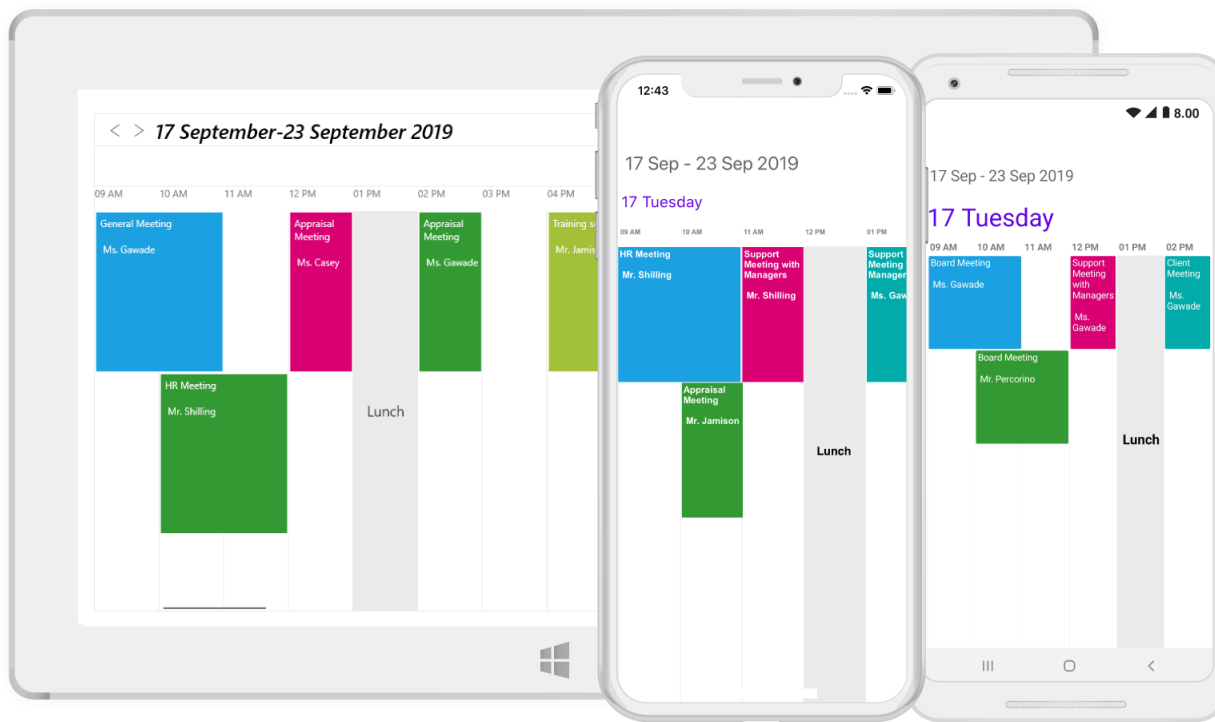 17 September-23 September 2019
09 AM 10 AM 11 AM 12 PM 01 PM 02 PM 03 PM 04 PM
General Meeting
Ms. Gawade
Appraisal
Meeting
Ms. Casey
Appraisal
Meeting
Ms. Gawade
Training
Mr. Jamis
HR Meeting
Mr. Shilling
Lunch
12:43
17 Sep - 23 Sep 2019
17 Tuesday
09 AM 10 AM 11 AM 12 PM 01 PM
HR Meeting
Mr. Shilling
Support
Meeting with
Managers
Mr. Shilling
Support
Meeting
Manager
Ms. Gaw
Appraisal
Meeting
Mr. Jamison
Lunch
8.00
17 Sep - 23 Sep 2019
17 Tuesday
09 AM 10 AM 11 AM 12 PM 01 PM 02 PM
Board Meeting
Ms. Gawade
Support
Meeting
with
Managers
Ms.
Gawade
Client
Meeting
Ms.
Gawade
Board Meeting
Mr. Percorino
Lunch